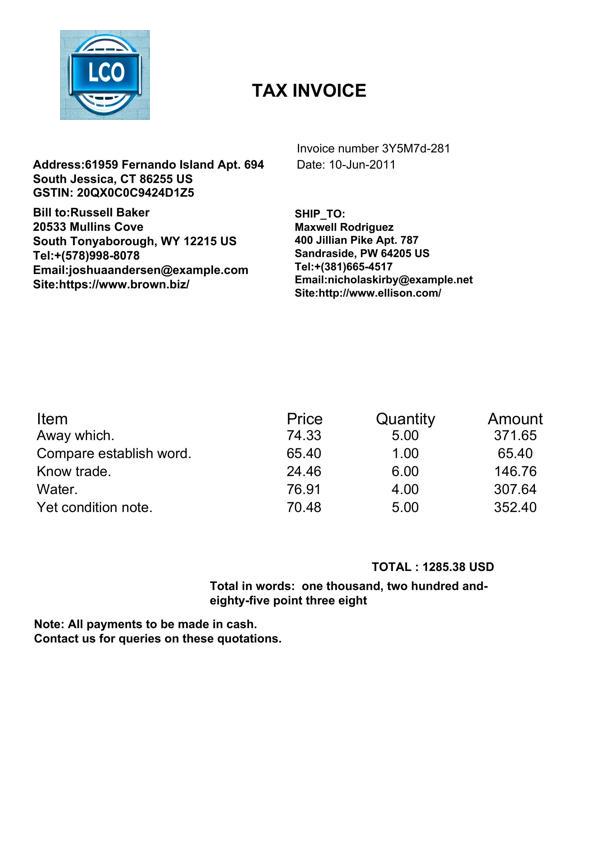 LCO
TAX INVOICE
Invoice number 3Y5M7d-281
Date: 10-Jun-2011
Address:61959 Fernando Island Apt. 694
South Jessica, CT 86255 US
GSTIN: 20QX0C0C9424D1Z5
Bill to:Russell Baker
20533 Mullins Cove
South Tonyaborough, WY 12215 US
Tel:+(578)998-8078
Email:joshuaandersen@example.com
Site:https://www.brown.biz/
SHIP_TO:
Maxwell Rodriguez
400 Jillian Pike Apt. 787
Sandraside, PW 64205 US
Tel:+(381)665-4517
Email:nicholaskirby@example.net
Site:http://www.ellison.com/
Item Price Quantity Amount
Away which. 74.33 5.00 371.65
Compare establish word. 65.40 1.00 65.40
Know trade. 24.46 6.00 146.76
Water. 76.91 4.00 307.64
Yet condition note. 70.48 5.00 352.40
TOTAL : 1285.38 USD
Total in words: one thousand, two hundred and-
eighty-five point three eight
Note: All payments to be made in cash.
Contact us for queries on these quotations.